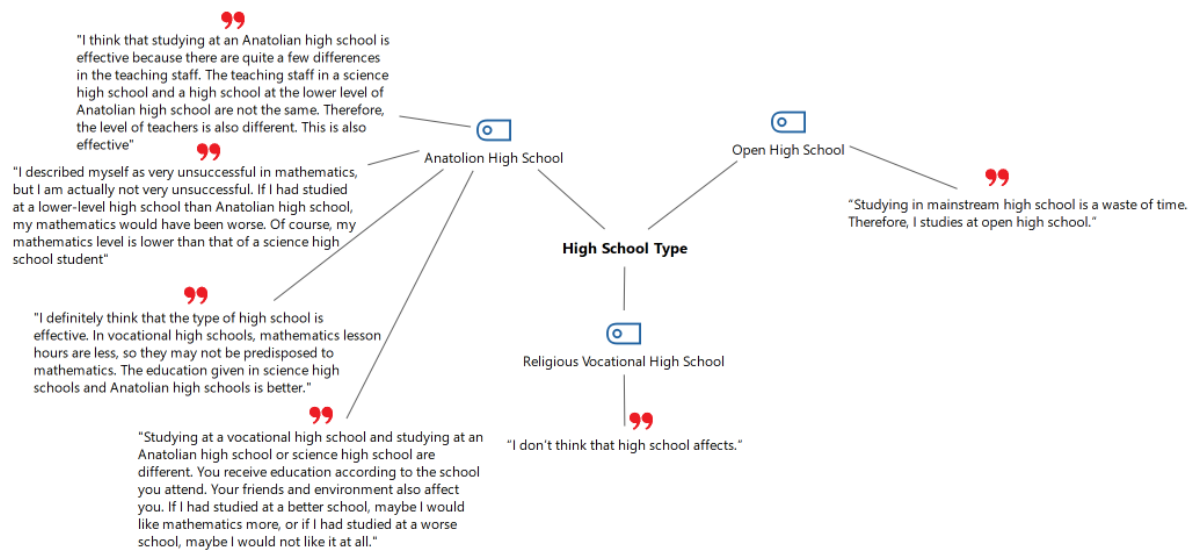 "I think that studying at an Anatolian high school is
effective because there are quite a few differences
in the teaching staff. The teaching staff in a science
high school and a high school at the lower level of
Anatolian high school are not the same. Therefore,
the level of teachers is also different. This is also
effective"
"I described myself as very unsuccessful in mathematics,
but I am actually not very unsuccessful. If I had studied
at a lower-level high school than Anatolian high school,
my mathematics would have been worse. Of course, my
mathematics level is lower than that of a science high
school student"
"I definitely think that the type of high school is
effective. In vocational high schools, mathematics lesson
hours are less, so they may not be predisposed to
mathematics. The education given in science high
schools and Anatolian high schools is better."
“Studying at a vocational high school and studying at an
Anatolian high school or science high school are
different. You receive education according to the school
you attend. Your friends and environment also affect
you. If I had studied at a better school, maybe I would
like mathematics more, or if I had studied at a worse
school, maybe I would not like it at all."
Anatolion High School
Open High School
“Studying in mainstream high school is a waste of time.
Therefore, I studies at open high school.”
High School Type
Religious Vocational High School
“I don’t think that high school affects.”